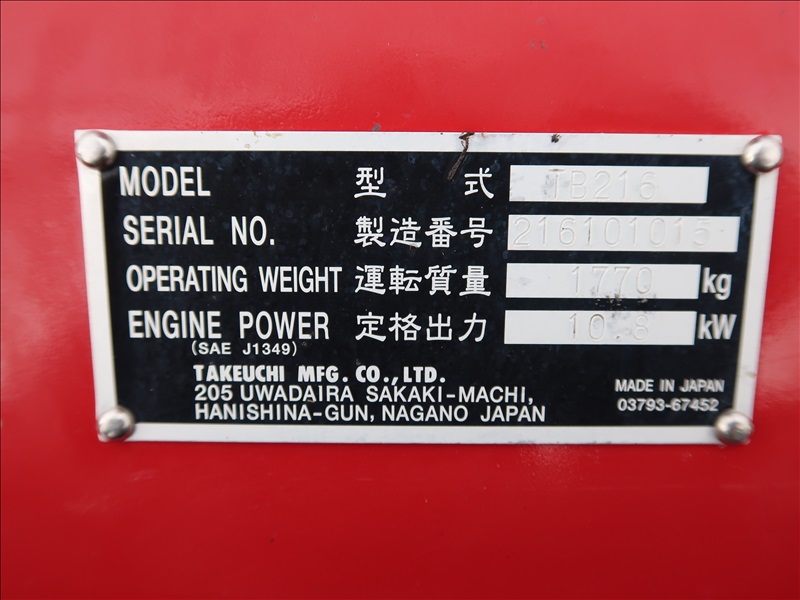 MODEL 型式 TB216
SERIAL NO. 製造番号 216101015
OPERATING WEIGHT 運転質量 1770 kg
ENGINE POWER 定格出力 10.8 kW
(SAE J1349)
TAKEUCHI MFG. CO., LTD.
205 UWADAIRA SAKAKI-MACHI,
HANISHINA-GUN, NAGANO JAPAN
MADE IN JAPAN
03793-67452